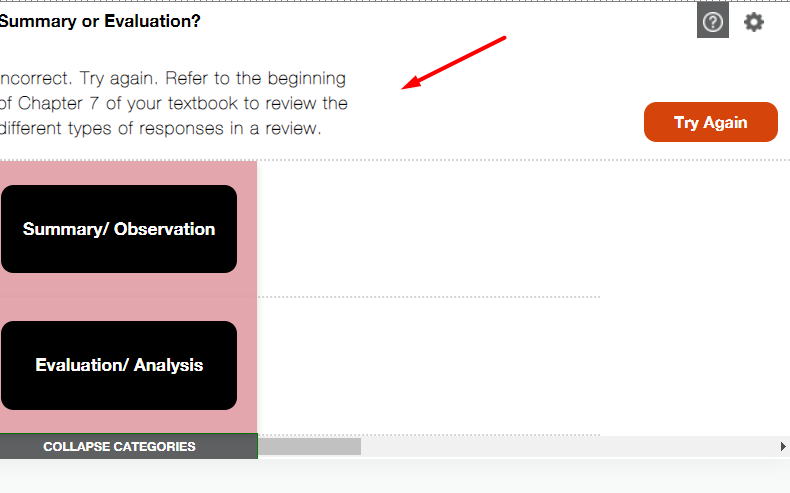 Summary or Evaluation?
ncorrect. Try again. Refer to the beginning
of Chapter 7 of your textbook to review the
different types of responses in a review.
Try Again
Summary/ Observation
Evaluation/ Analysis
COLLAPSE CATEGORIES